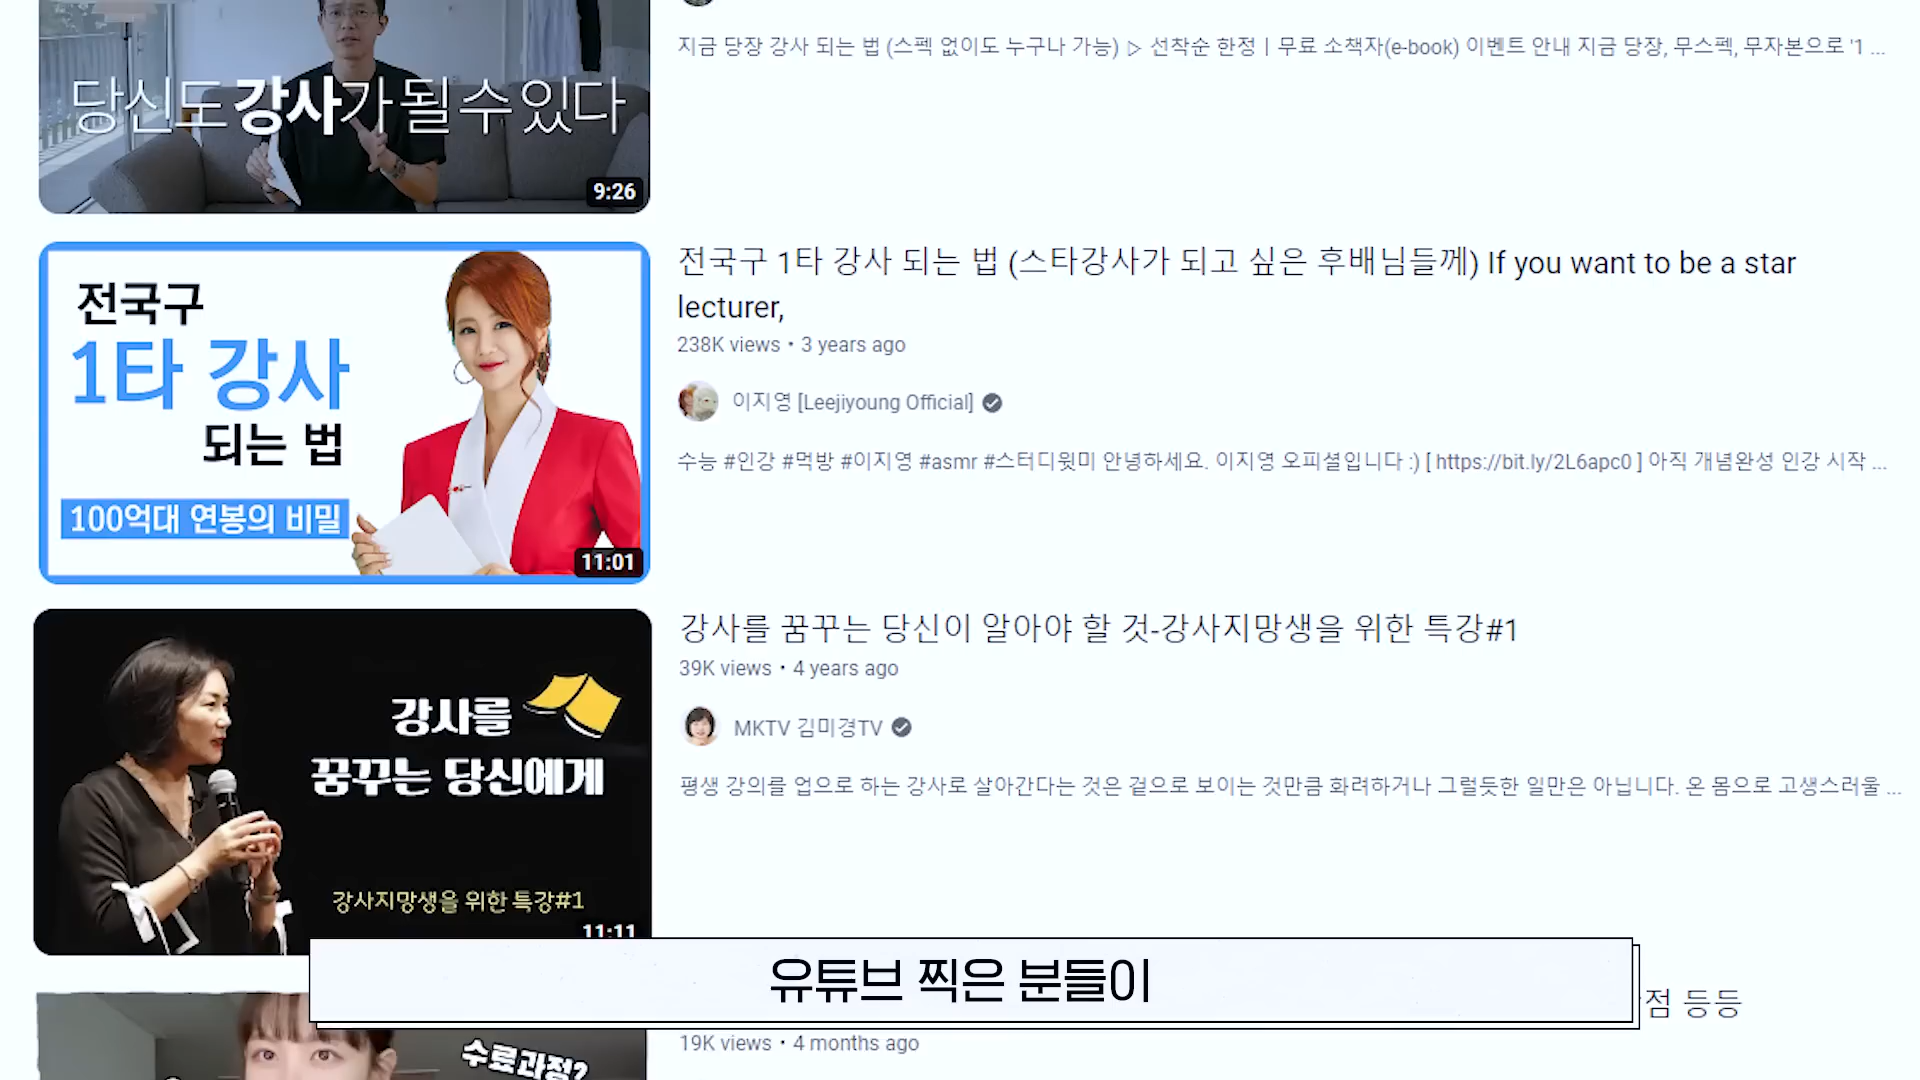 당신도 강사가 될 수 있다
9:26
지금 당장 강사 되는 법 (스펙 없이도 누구나 가능) ▷ 선착순 한정 | 무료 소책자(e-book) 이벤트 안내 지금 당장, 무스펙, 무자본으로 '1 ...
전국구
1타 강사
되는 법
100억대 연봉의 비밀
11:01
전국구 1타 강사 되는 법 (스타강사가 되고 싶은 후배님들께) If you want to be a star
lecturer,
238K views • 3 years ago
이지영 [Leejiyoung Official]
수능 #인강 #먹방 #이지영 #asmr #스터디윗미 안녕하세요. 이지영 오피셜입니다 :) [ https://bit.ly/2L6apc0 ] 아직 개념완성 인강 시작 ...
강사를
꿈꾸는 당신에게
강사지망생을 위한 특강#1
11:11
강사를 꿈꾸는 당신이 알아야 할 것-강사지망생을 위한 특강#1
39K views • 4 years ago
MKTV 김미경TV
평생 강의를 업으로 하는 강사로 살아간다는 것은 겉으로 보이는 것만큼 화려하거나 그럴듯한 일만은 아닙니다. 온 몸으로 고생스러울 ...
유튜브 찍은 분들이
점 등등
19K views • 4 months ago
수료과정?